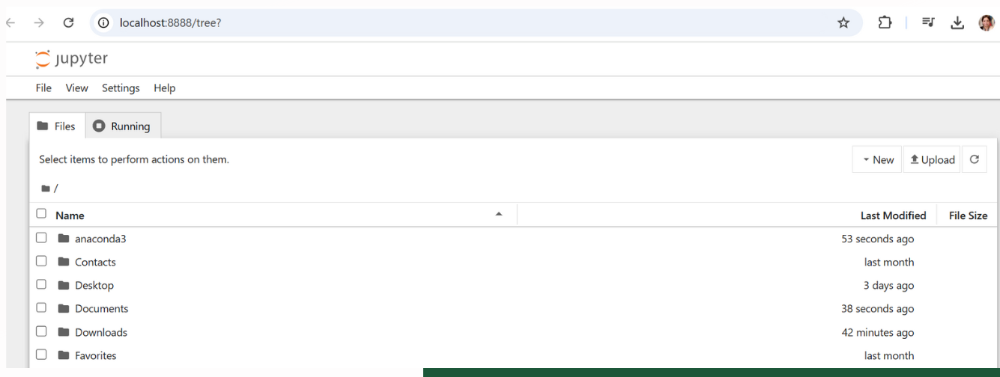 localhost:8888/tree?
jupyter
File View Settings Help
Files Running
Select items to perform actions on them.
New Upload
/
Name Last Modified File Size
anaconda3 53 seconds ago
Contacts last month
Desktop 3 days ago
Documents 38 seconds ago
Downloads 42 minutes ago
Favorites last month